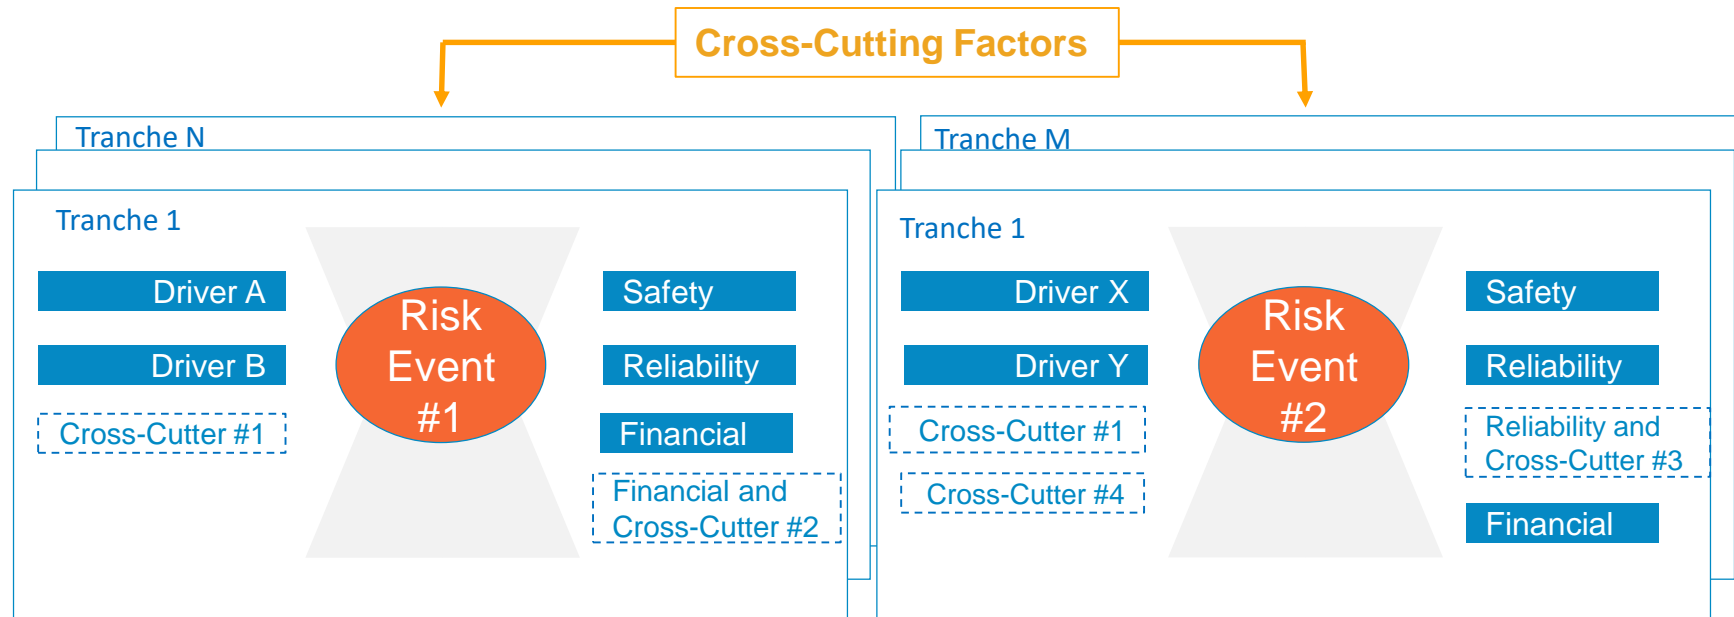 Cross-Cutting Factors
Tranche N
Tranche 1
Driver A
Driver B
Cross-Cutter #1
Risk
Event
#1
Safety
Reliability
Financial
Financial and
Cross-Cutter #2
Tranche M
Tranche 1
Driver X
Driver Y
Cross-Cutter #1
Cross-Cutter #4
Risk
Event
#2
Safety
Reliability
Reliability and
Cross-Cutter #3
Financial